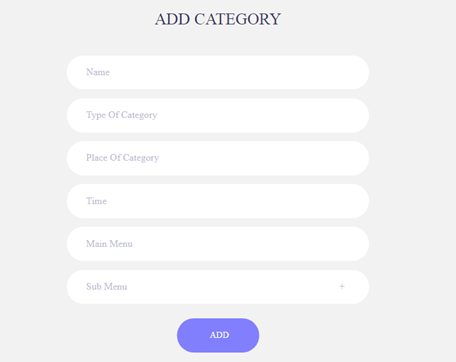 ADD CATEGORY
Name
Type Of Category
Place Of Category
Time
Main Menu
Sub Menu +
ADD